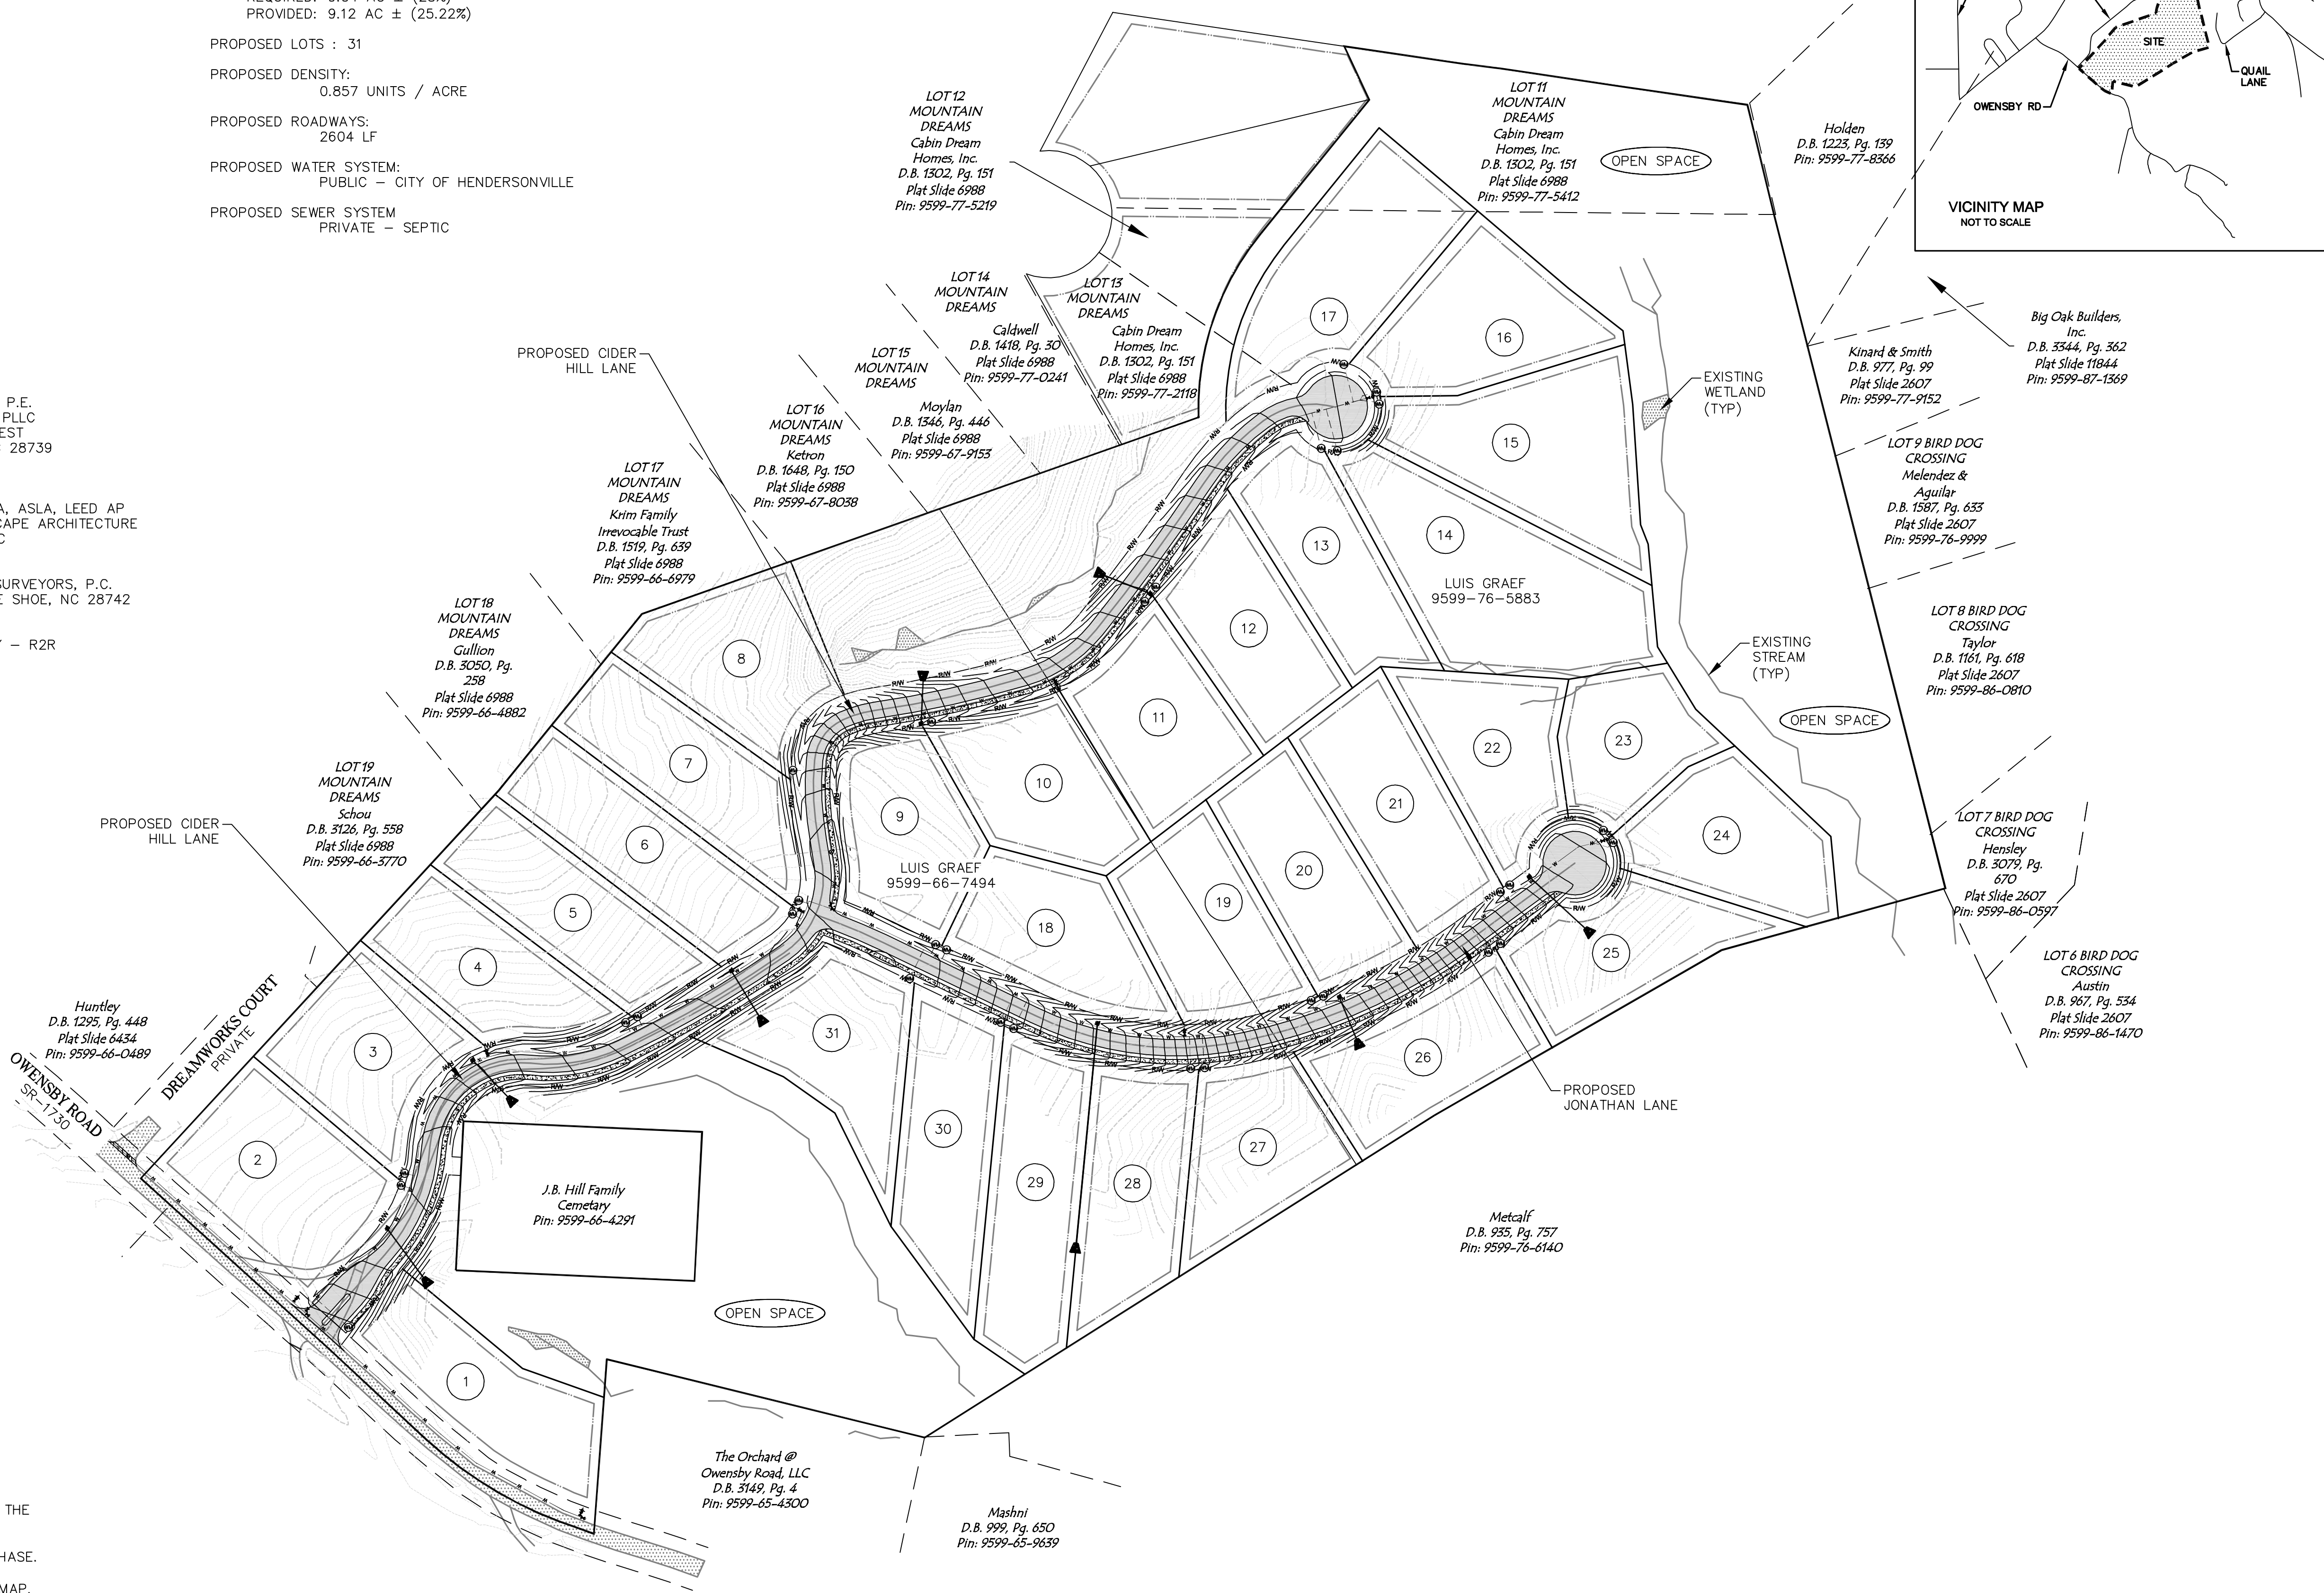 PROVIDED: 9.12 AC ± (25.22%)
PROPOSED LOTS : 31
PROPOSED DENSITY:
0.857 UNITS / ACRE
PROPOSED ROADWAYS:
2604 LF
PROPOSED WATER SYSTEM:
PUBLIC – CITY OF HENDERSONVILLE
PROPOSED SEWER SYSTEM
PRIVATE – SEPTIC
P.E.
PLLC
EST
28739
A, ASLA, LEED AP
CAPE ARCHITECTURE
C
SURVEYORS, P.C.
E SHOE, NC 28742
– R2R
THE
HASE.
MAP.
SITE
QUAIL
LANE
OWENSBY RD
VICINITY MAP
NOT TO SCALE
LOT 12
MOUNTAIN
DREAMS
Cabin Dream
Homes, Inc.
D.B. 1302, Pg. 151
Plat Slide 6988
Pin: 9599-77-5219
LOT 11
MOUNTAIN
DREAMS
Cabin Dream
Homes, Inc.
D.B. 1302, Pg. 151
Plat Slide 6988
Pin: 9599-77-5412
OPEN SPACE
Holden
D.B. 1223, Pg. 139
Pin: 9599-77-8366
LOT 14
MOUNTAIN
DREAMS
Caldwell
D.B. 1418, Pg. 30
Plat Slide 6988
Pin: 9599-77-0241
LOT 13
MOUNTAIN
DREAMS
Cabin Dream
Homes, Inc.
D.B. 1302, Pg. 151
Plat Slide 6988
Pin: 9599-77-2118
Big Oak Builders,
Inc.
D.B. 3344, Pg. 362
Plat Slide 11844
Pin: 9599-87-1369
Kinard & Smith
D.B. 977, Pg. 99
Plat Slide 2607
Pin: 9599-77-9152
LOT 15
MOUNTAIN
DREAMS
Moylan
D.B. 1346, Pg. 446
Plat Slide 6988
Pin: 9599-67-9153
PROPOSED CIDER
HILL LANE
LOT 16
MOUNTAIN
DREAMS
Ketron
D.B. 1648, Pg. 150
Plat Slide 6988
Pin: 9599-67-8038
LOT 17
MOUNTAIN
DREAMS
Krim Family
Irrevocable Trust
D.B. 1519, Pg. 639
Plat Slide 6988
Pin: 9599-66-6979
EXISTING
WETLAND
(TYP)
LOT 9 BIRD DOG
CROSSING
Melendez &
Aguilar
D.B. 1587, Pg. 633
Plat Slide 2607
Pin: 9599-76-9999
LOT 18
MOUNTAIN
DREAMS
Gullion
D.B. 3050, Pg.
258
Plat Slide 6988
Pin: 9599-66-4882
LUIS GRAEF
9599-76-5883
EXISTING
STREAM
(TYP)
LOT 8 BIRD DOG
CROSSING
Taylor
D.B. 1161, Pg. 618
Plat Slide 2607
Pin: 9599-86-0810
OPEN SPACE
LOT 19
MOUNTAIN
DREAMS
Schou
D.B. 3126, Pg. 558
Plat Slide 6988
Pin: 9599-66-3770
PROPOSED CIDER
HILL LANE
LUIS GRAEF
9599-66-7494
LOT 7 BIRD DOG
CROSSING
Hensley
D.B. 3079, Pg.
670
Plat Slide 2607
Pin: 9599-86-0597
LOT 6 BIRD DOG
CROSSING
Austin
D.B. 967, Pg. 534
Plat Slide 2607
Pin: 9599-86-1470
Huntley
D.B. 1295, Pg. 448
Plat Slide 6434
Pin: 9599-66-0489
DREAMWORKS COURT
PRIVATE
OWENSBY ROAD
SR-1730
PROPOSED
JONATHAN LANE
J.B. Hill Family
Cemetary
Pin: 9599-66-4291
Metcalf
D.B. 935, Pg. 757
Pin: 9599-76-6140
OPEN SPACE
The Orchard @
Owensby Road, LLC
D.B. 3149, Pg. 4
Pin: 9599-65-4300
Mashni
D.B. 999, Pg. 650
Pin: 9599-65-9639
1
2
3
4
5
6
7
8
9
10
11
12
13
14
15
16
17
18
19
20
21
22
23
24
25
26
27
28
29
30
31